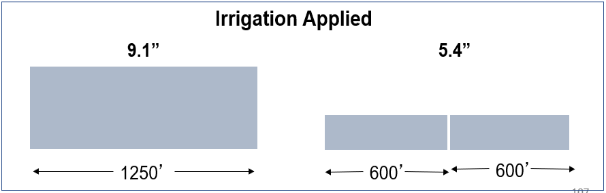 Irrigation Applied
9.1” 5.4”
1250’ 600’ 600’